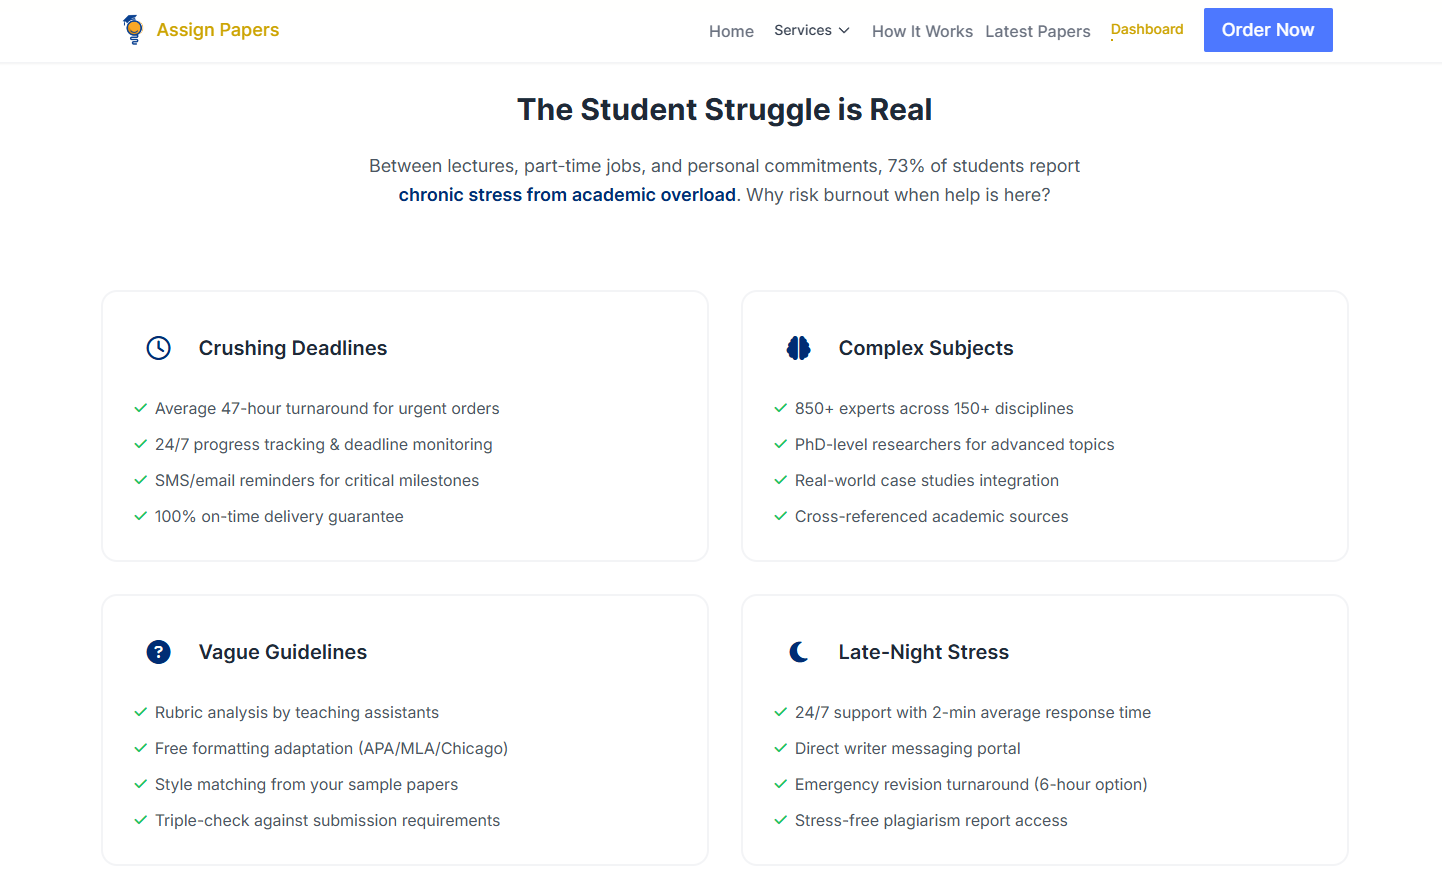 Assign Papers
Home Services How It Works Latest Papers Dashboard Order Now
The Student Struggle is Real
Between lectures, part-time jobs, and personal commitments, 73% of students report
chronic stress from academic overload. Why risk burnout when help is here?
Crushing Deadlines
Average 47-hour turnaround for urgent orders
24/7 progress tracking & deadline monitoring
SMS/email reminders for critical milestones
100% on-time delivery guarantee
Complex Subjects
850+ experts across 150+ disciplines
PhD-level researchers for advanced topics
Real-world case studies integration
Cross-referenced academic sources
Vague Guidelines
Rubric analysis by teaching assistants
Free formatting adaptation (APA/MLA/Chicago)
Style matching from your sample papers
Triple-check against submission requirements
Late-Night Stress
24/7 support with 2-min average response time
Direct writer messaging portal
Emergency revision turnaround (6-hour option)
Stress-free plagiarism report access